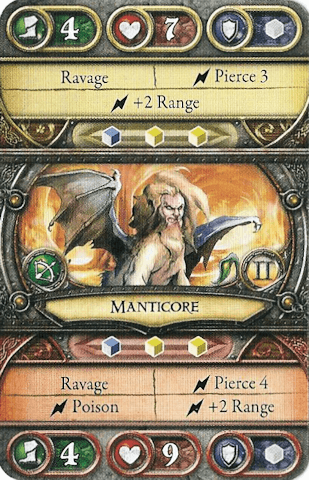 4 7
Ravage Pierce 3
+2 Range
II
MANTICORE
Ravage Pierce 4
Poison +2 Range
4 9